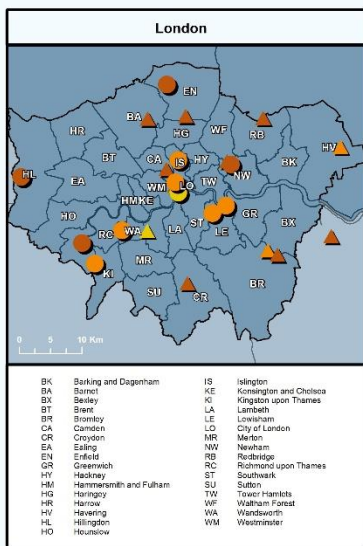 London
EN
BA
HG
WF
RB
HR
HV
BT
CA
IS
HY
BK
HL
EA
WM
LO
TW
NW
HM
KE
HO
ST
GR
BX
RC
WA
LA
LE
KI
MR
BR
SU
CR
0 5 10 Km
BK Barking and Dagenham
BA Barnet
BX Bexley
BT Brent
BR Bromley
CA Camden
CR Croydon
EA Ealing
EN Enfield
GR Greenwich
HY Hackney
HM Hammersmith and Fulham
HG Haringey
HR Harrow
HV Havering
HL Hillingdon
HO Hounslow
IS Islington
KE Kensington and Chelsea
KI Kingston upon Thames
LA Lambeth
LE Lewisham
LO City of London
MR Merton
NW Newham
RB Redbridge
RC Richmond upon Thames
ST Southwark
SU Sutton
TW Tower Hamlets
WF Waltham Forest
WA Wandsworth
WM Westminster